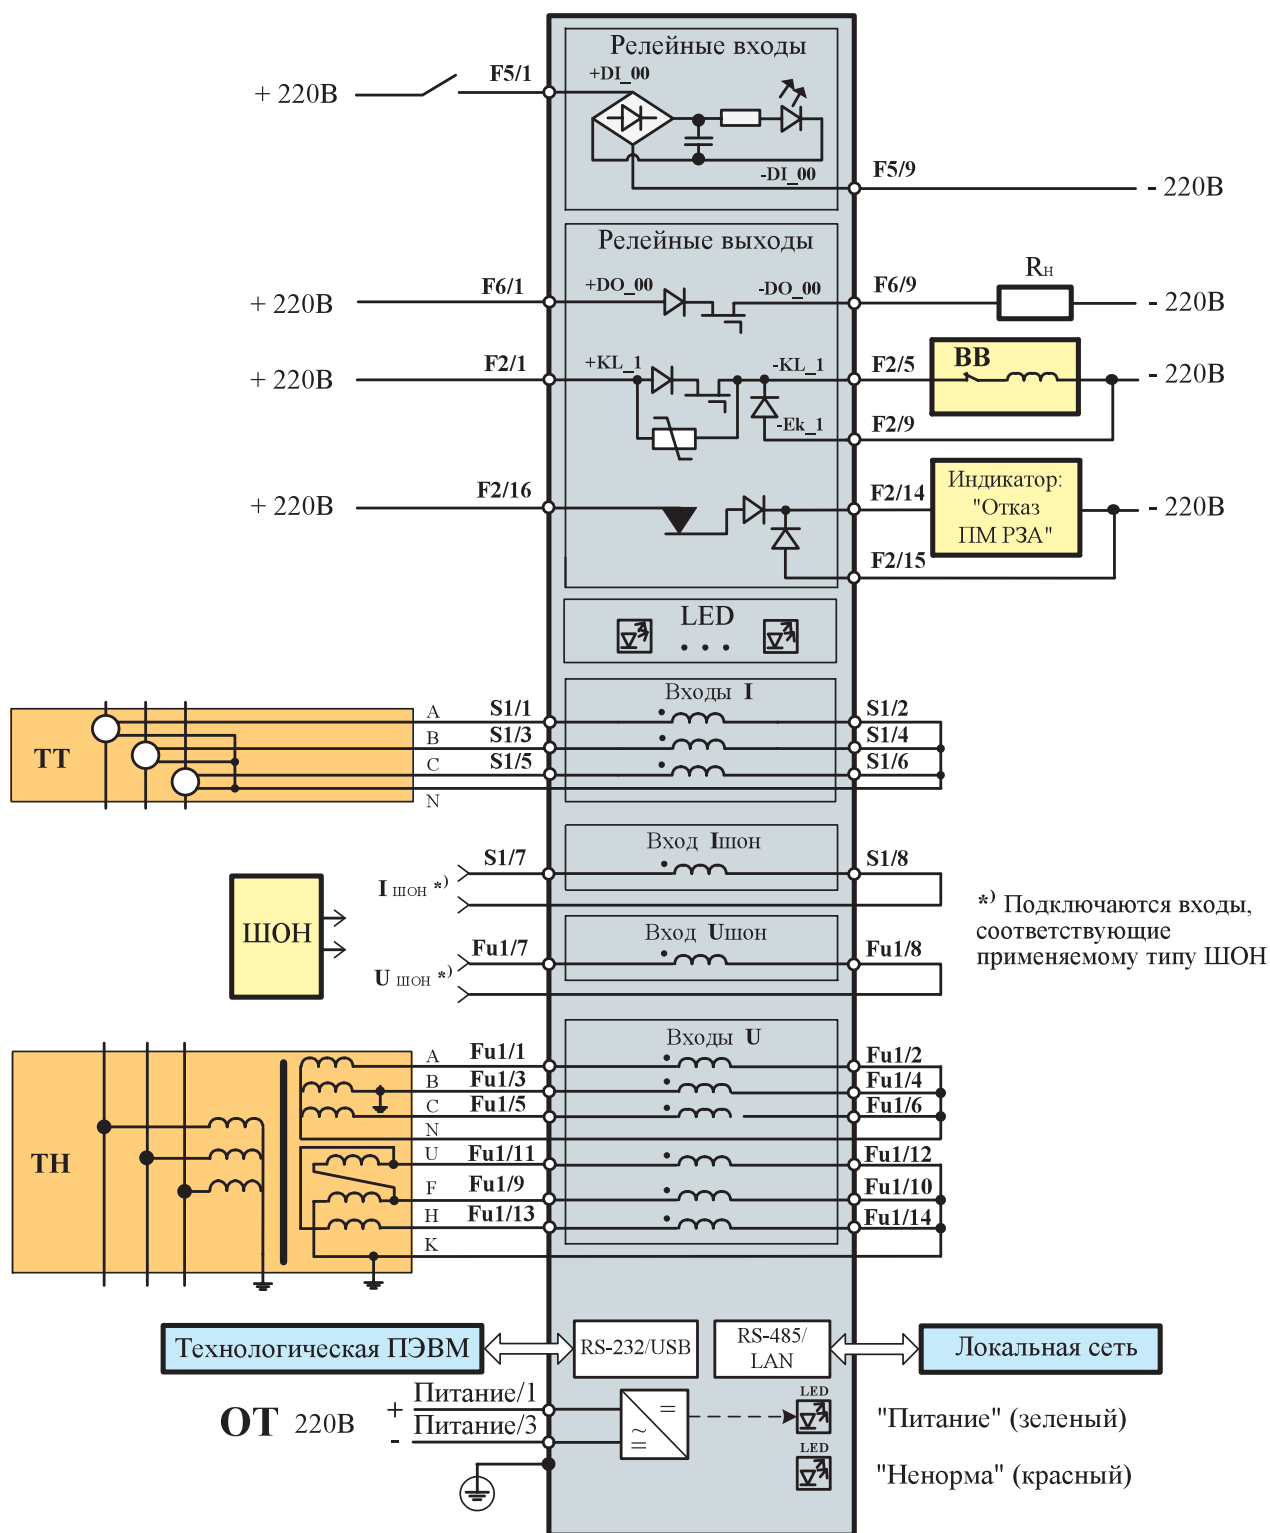 Релейные входы
+ 220В
F5/1
+DI_00
-DI_00
F5/9
- 220В
Релейные выходы
+ 220В
F6/1
+DO_00
-DO_00
F6/9
Rн
- 220В
+ 220В
F2/1
+KL_1
-KL_1
F2/5
ВВ
- 220В
-Ek_1
F2/9
+ 220В
F2/16
F2/14
Индикатор:
"Отказ
ПМ РЗА"
- 220В
F2/15
LED
• • •
Входы I
ТТ
A
S1/1
S1/2
B
S1/3
S1/4
C
S1/5
S1/6
N
Вход Iшон
S1/7
S1/8
I шон *)
ШОН
*) Подключаются входы,
соответствующие
применяемому типу ШОН
Вход Uшон
Fu1/7
Fu1/8
U шон *)
Входы U
ТН
A
Fu1/1
Fu1/2
B
Fu1/3
Fu1/4
C
Fu1/5
Fu1/6
N
U
Fu1/11
Fu1/12
F
Fu1/9
Fu1/10
H
Fu1/13
Fu1/14
K
Технологическая ПЭВМ
RS-232/USB
RS-485/
LAN
Локальная сеть
ОТ 220В
+ Питание/1
- Питание/3
=
~
=
LED
"Питание" (зеленый)
LED
"Ненорма" (красный)